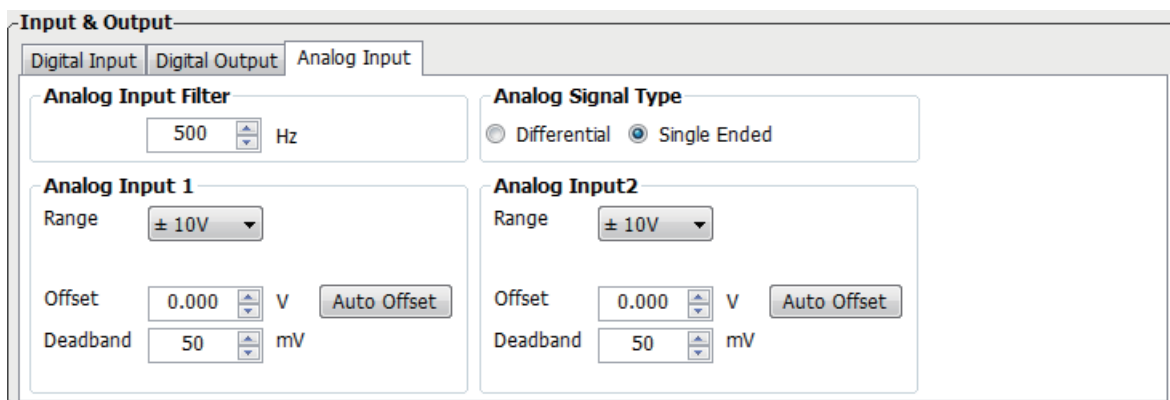 Input & Output
Digital Input Digital Output Analog Input
Analog Input Filter
500 Hz
Analog Signal Type
Differential Single Ended
Analog Input 1
Range ± 10V
Offset 0.000 V Auto Offset
Deadband 50 mV
Analog Input2
Range ± 10V
Offset 0.000 V Auto Offset
Deadband 50 mV